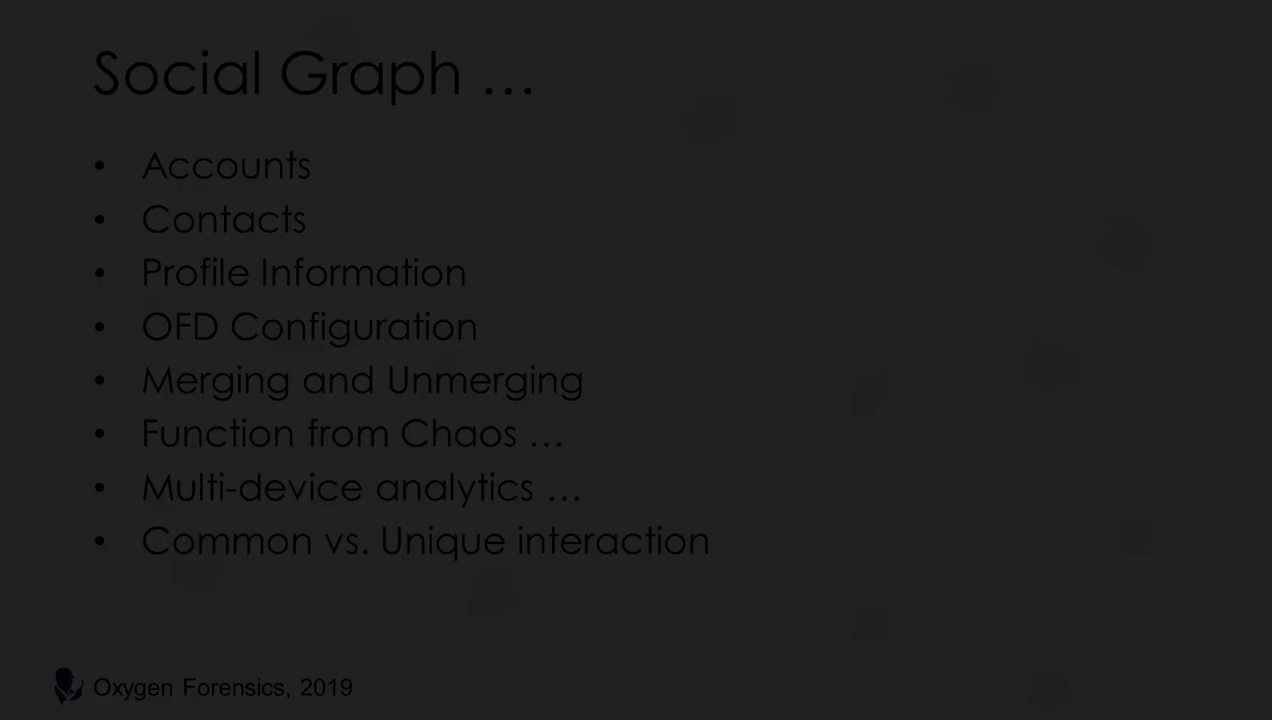 Social Graph …
• Accounts
• Contacts
• Profile Information
• OFD Configuration
• Merging and Unmerging
• Function from Chaos …
• Multi-device analytics …
• Common vs. Unique interaction
Oxygen Forensics, 2019